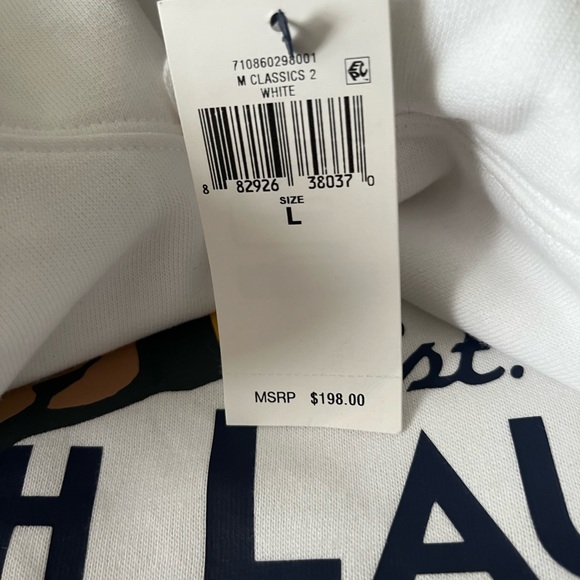 710860298001
M CLASSICS 2
WHITE
8 82926 38037 0
SIZE
L
MSRP $198.00
st.
H LAU